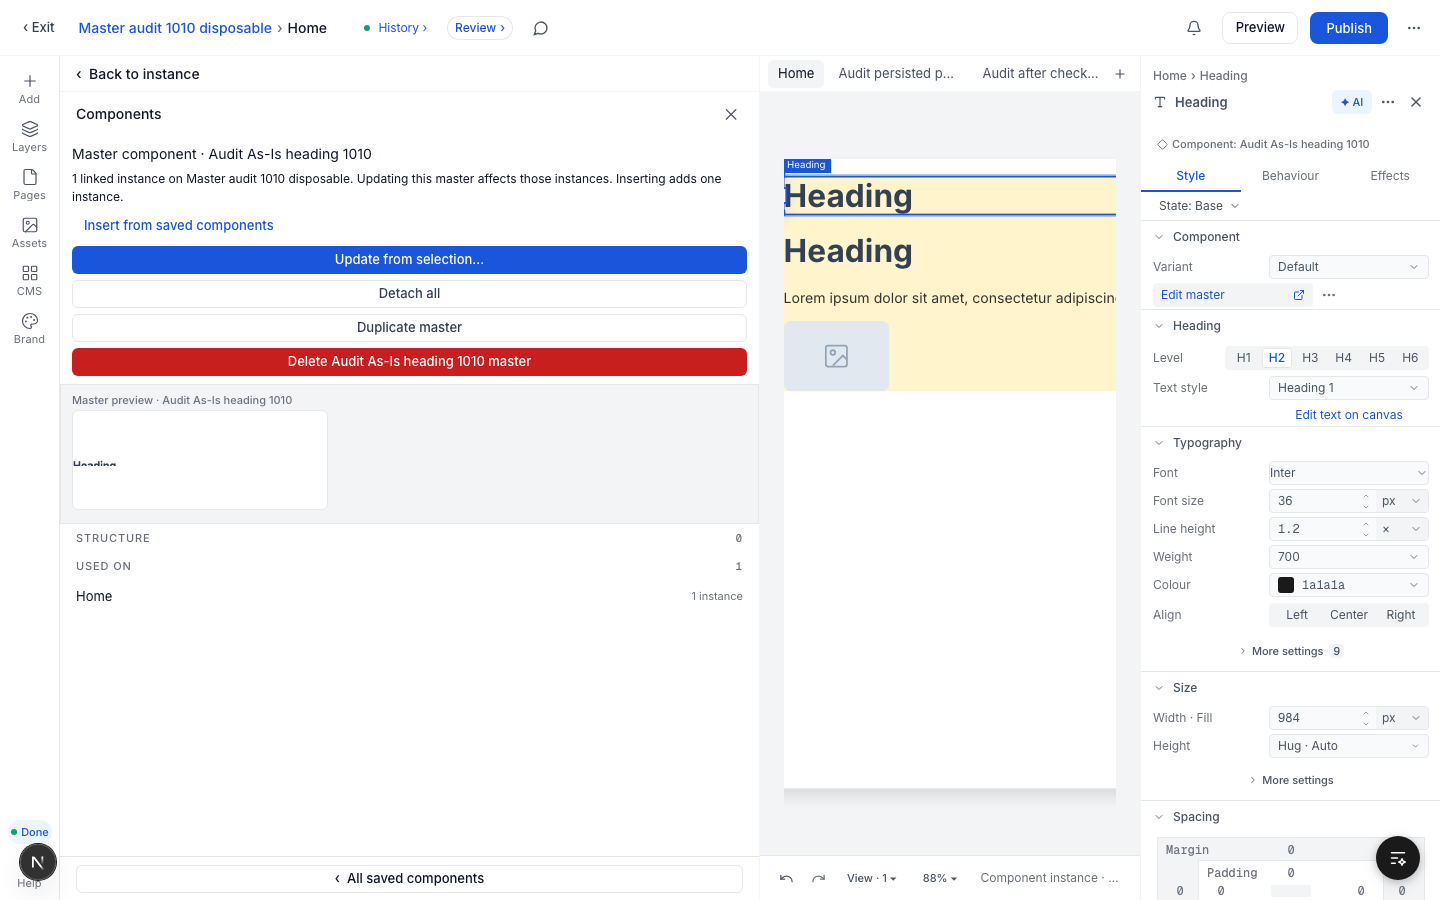 ‹ Exit
Master audit 1010 disposable › Home
History ›
Review ›
Preview
Publish
Add
Layers
Pages
Assets
CMS
Brand
Done
N
Help
‹ Back to instance
Components
Master component · Audit As-Is heading 1010
1 linked instance on Master audit 1010 disposable. Updating this master affects those instances. Inserting adds one
instance.
Insert from saved components
Update from selection...
Detach all
Duplicate master
Delete Audit As-Is heading 1010 master
Master preview · Audit As-Is heading 1010
Heading
STRUCTURE 0
USED ON 1
Home 1 instance
‹ All saved components
Home
Audit persisted p...
Audit after check...
Heading
Heading
Heading
Lorem ipsum dolor sit amet, consectetur adipiscin
View · 1
88%
Component instance · ...
Home › Heading
Heading
AI
Component: Audit As-Is heading 1010
Style
Behaviour
Effects
State: Base
Component
Variant Default
Edit master
Heading
Level H1 H2 H3 H4 H5 H6
Text style Heading 1
Edit text on canvas
Typography
Font Inter
Font size 36 px
Line height 1.2 ×
Weight 700
Colour 1a1a1a
Align Left Center Right
More settings 9
Size
Width · Fill 984 px
Height Hug · Auto
More settings
Spacing
Margin 0
Padding 0
0 0 0 0